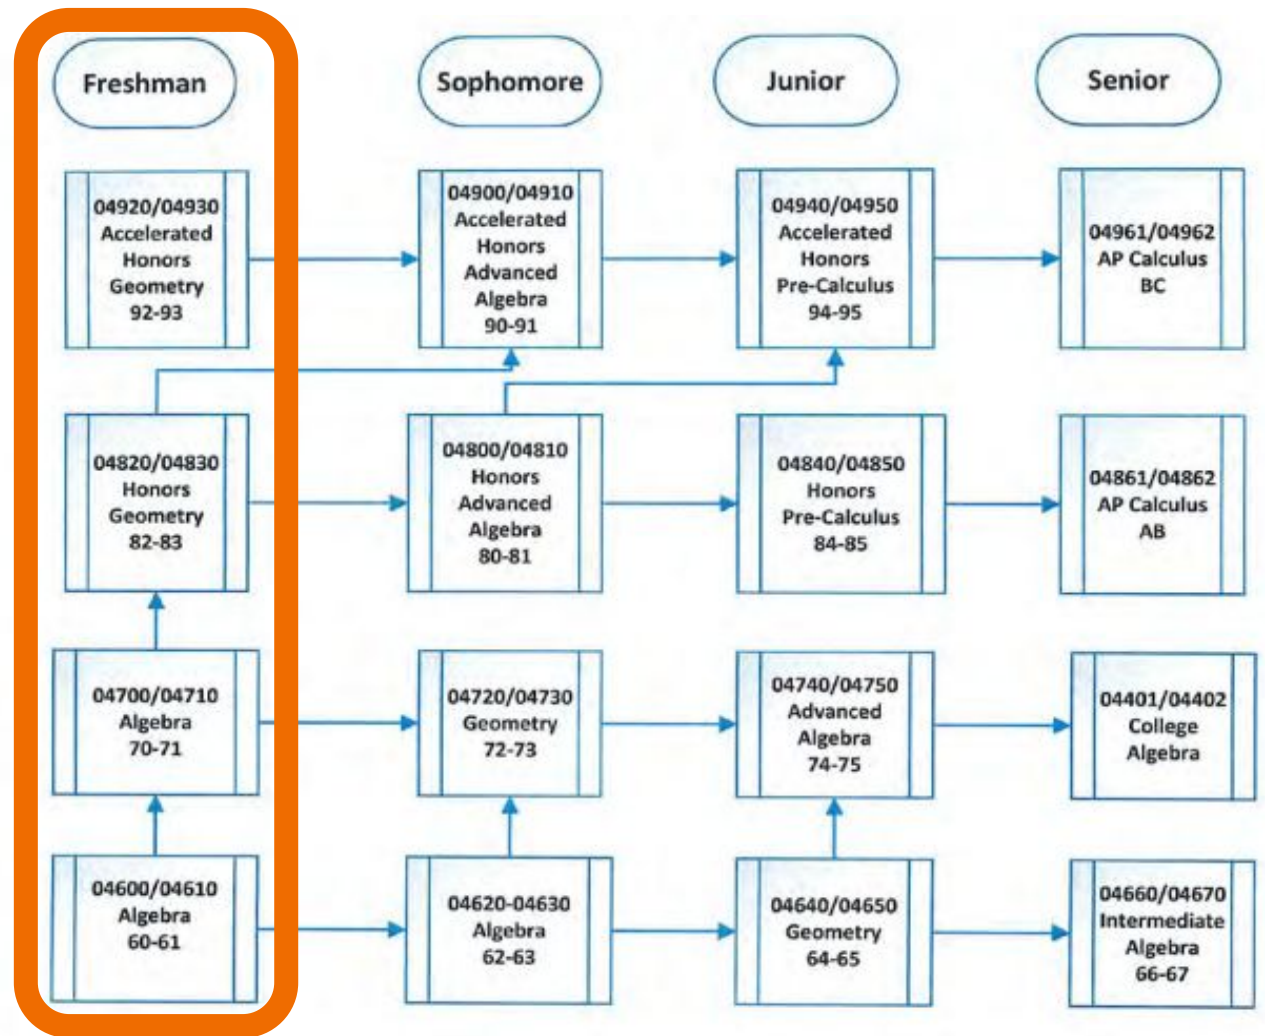 Freshman
Sophomore
Junior
Senior
04920/04930
Accelerated
Honors
Geometry
92-93
04900/04910
Accelerated
Honors
Advanced
Algebra
90-91
04940/04950
Accelerated
Honors
Pre-Calculus
94-95
04961/04962
AP Calculus
BC
04820/04830
Honors
Geometry
82-83
04800/04810
Honors
Advanced
Algebra
80-81
04840/04850
Honors
Pre-Calculus
84-85
04861/04862
AP Calculus
AB
04700/04710
Algebra
70-71
04720/04730
Geometry
72-73
04740/04750
Advanced
Algebra
74-75
04401/04402
College
Algebra
04600/04610
Algebra
60-61
04620-04630
Algebra
62-63
04640/04650
Geometry
64-65
04660/04670
Intermediate
Algebra
66-67